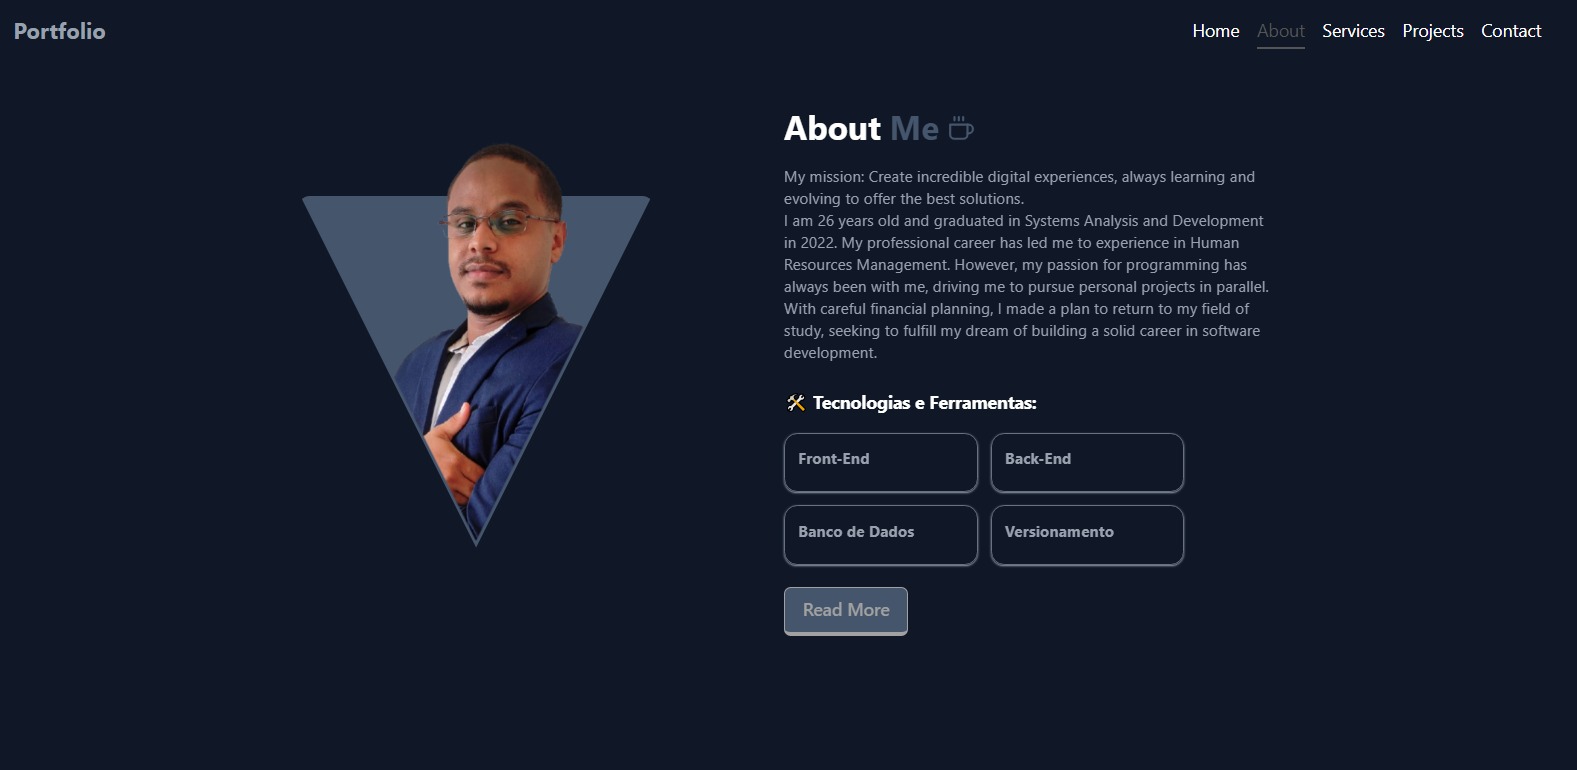 Portfolio
Home About Services Projects Contact
About Me
My mission: Create incredible digital experiences, always learning and
evolving to offer the best solutions.
I am 26 years old and graduated in Systems Analysis and Development
in 2022. My professional career has led me to experience in Human
Resources Management. However, my passion for programming has
always been with me, driving me to pursue personal projects in parallel.
With careful financial planning, I made a plan to return to my field of
study, seeking to fulfill my dream of building a solid career in software
development.
🛠 Tecnologias e Ferramentas:
Front-End
Back-End
Banco de Dados
Versionamento
Read More